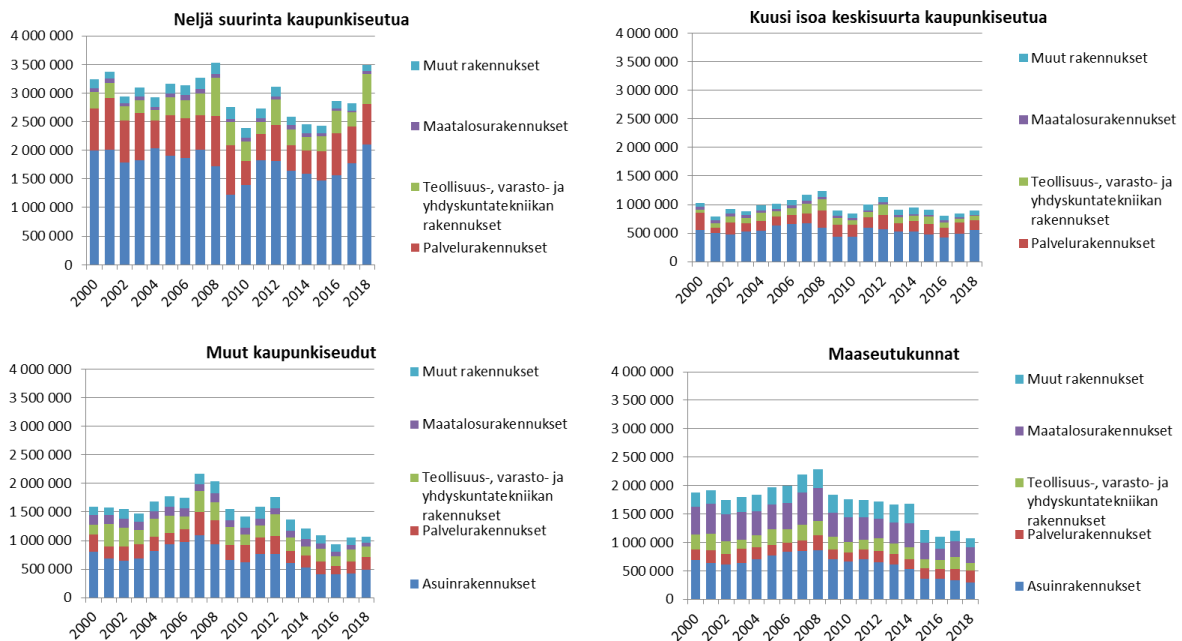 Neljä suurinta kaupunkiseutua
4 000 000
3 500 000
3 000 000
2 500 000
2 000 000
1 500 000
1 000 000
500 000
0
2000
2002
2004
2006
2008
2010
2012
2014
2016
2018
Muut rakennukset
Maatalosurakennukset
Teollisuus-, varasto- ja
yhdyskuntatekniikan
rakennukset
Palvelurakennukset
Kuusi isoa keskisuurta kaupunkiseutua
4 000 000
3 500 000
3 000 000
2 500 000
2 000 000
1 500 000
1 000 000
500 000
0
2000
2002
2004
2006
2008
2010
2012
2014
2016
2018
Muut rakennukset
Maatalosurakennukset
Teollisuus-, varasto- ja
yhdyskuntatekniikan
rakennukset
Palvelurakennukset
Muut kaupunkiseudut
4 000 000
3 500 000
3 000 000
2 500 000
2 000 000
1 500 000
1 000 000
500 000
0
2000
2002
2004
2006
2008
2010
2012
2014
2016
2018
Muut rakennukset
Maatalosurakennukset
Teollisuus-, varasto- ja
yhdyskuntatekniikan
rakennukset
Palvelurakennukset
Asuinrakennukset
Maaseutukunnat
4 000 000
3 500 000
3 000 000
2 500 000
2 000 000
1 500 000
1 000 000
500 000
0
2000
2002
2004
2006
2008
2010
2012
2014
2016
2018
Muut rakennukset
Maatalosurakennukset
Teollisuus-, varasto- ja
yhdyskuntatekniikan
rakennukset
Palvelurakennukset
Asuinrakennukset